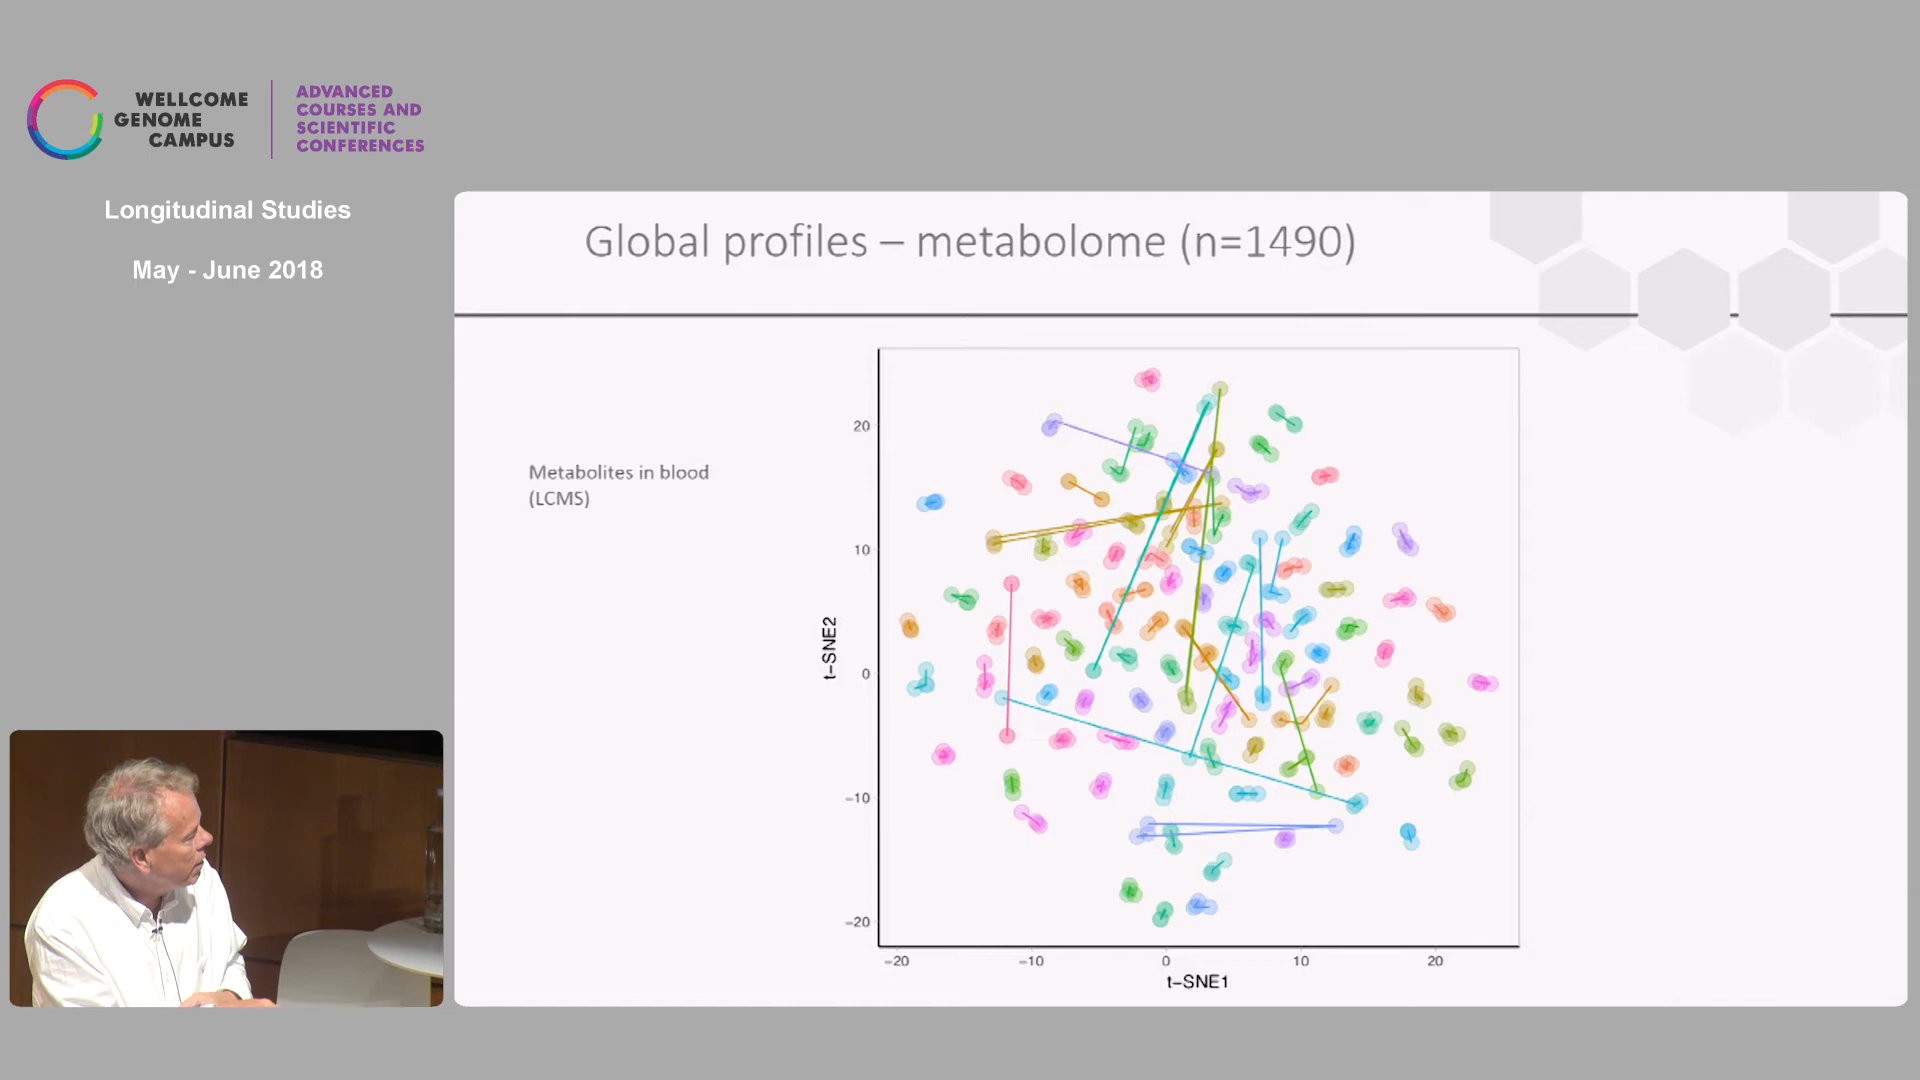 WELLCOME
GENOME
CAMPUS
ADVANCED
COURSES AND
SCIENTIFIC
CONFERENCES
Longitudinal Studies
May - June 2018
Global profiles – metabolome (n=1490)
Metabolites in blood
(LCMS)
t−SNE2
20
10
0
−10
−20
−20
−10
0
10
20
t−SNE1